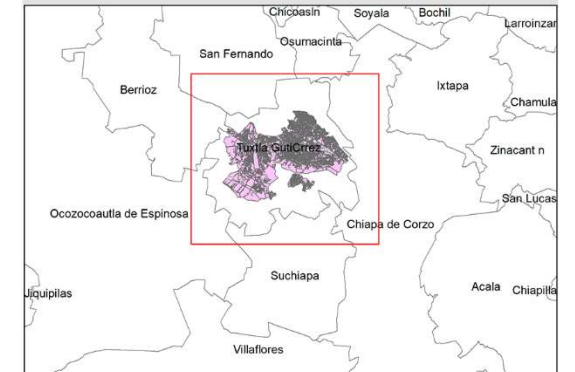 Chicoasín
Soyala
Bochil
Larroinzar
San Fernando
Osumacinta
Berrioz
Ixtapa
Chamula
Tuxtla GutiCrrez
Zinacant n
San Lucas
Ocozocoautla de Espinosa
Chiapa de Corzo
Suchiapa
Acala
Chiapilla
Jiquipilas
Villaflores